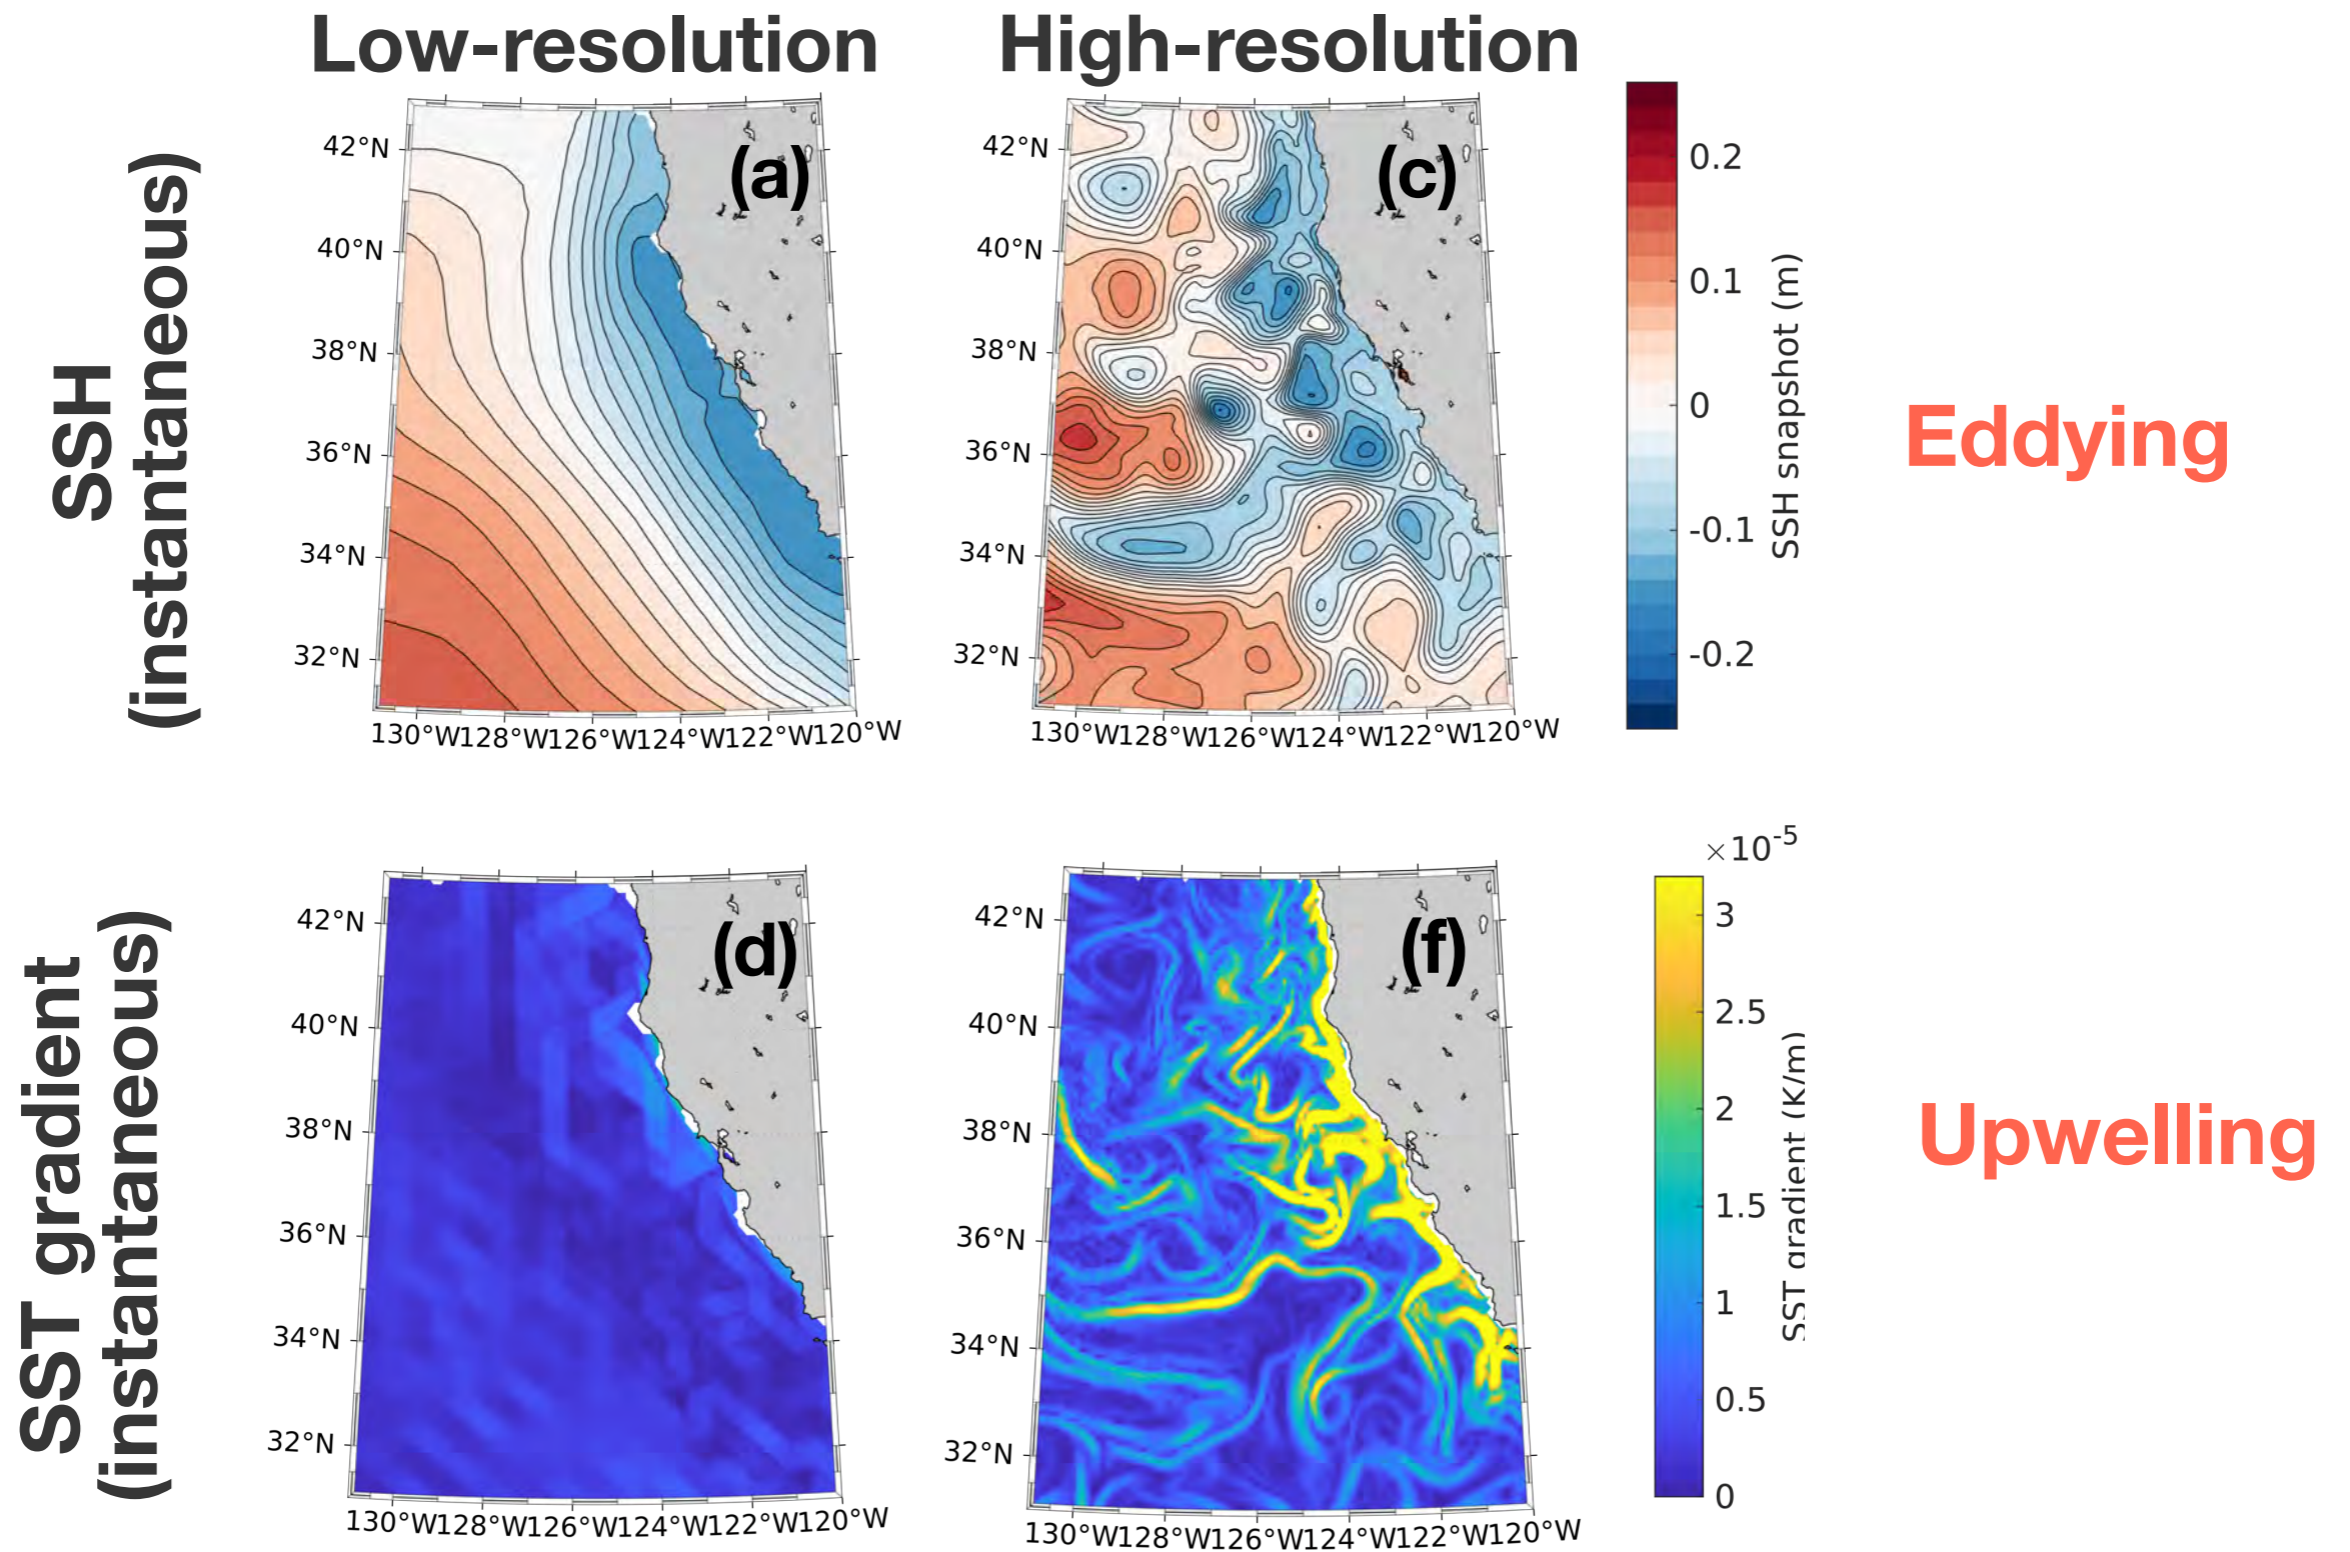 Low-resolution
High-resolution
SSH
(instantaneous)
(a)
42°N
40°N
38°N
36°N
34°N
32°N
130°W128°W126°W124°W122°W120°W
(c)
42°N
40°N
38°N
36°N
34°N
32°N
130°W128°W126°W124°W122°W120°W
0.2
0.1
0
-0.1
-0.2
SSH snapshot (m)
Eddying
SST gradient
(instantaneous)
(d)
42°N
40°N
38°N
36°N
34°N
32°N
130°W128°W126°W124°W122°W120°W
(f)
42°N
40°N
38°N
36°N
34°N
32°N
130°W128°W126°W124°W122°W120°W
×10-5
3
2.5
2
1.5
1
0.5
0
SST gradient (K/m)
Upwelling